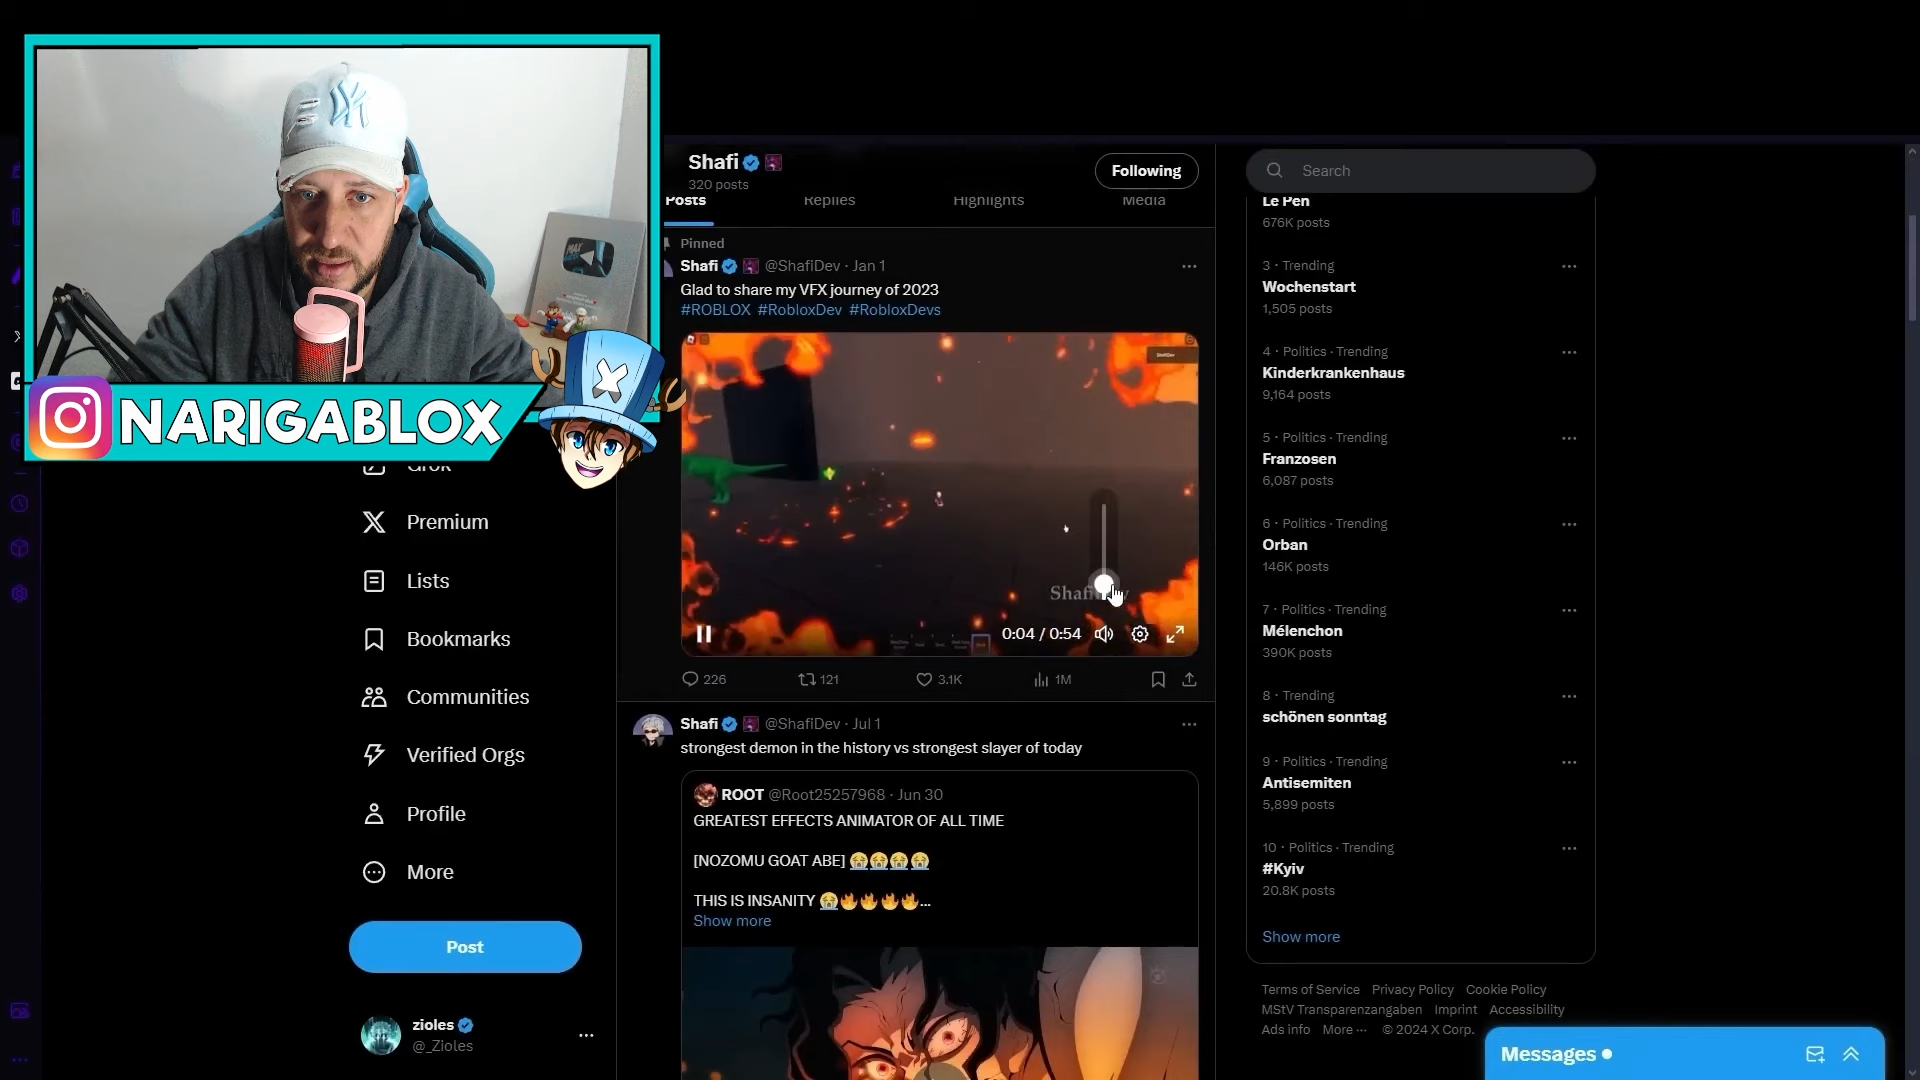 NARIGABLOX
Premium
Lists
Bookmarks
Communities
Verified Orgs
Profile
More
Post
zioles
@_Zioles
Shafi
320 posts
Following
Posts
Replies
Highlights
Media
Pinned
Shafi @ShafiDev · Jan 1
Glad to share my VFX journey of 2023
#ROBLOX #RobloxDev #RobloxDevs
0:04 / 0:54
226
121
3.1K
1M
Shafi @ShafiDev · Jul 1
strongest demon in the history vs strongest slayer of today
ROOT @Root25257968 · Jun 30
GREATEST EFFECTS ANIMATOR OF ALL TIME
[NOZOMU GOAT ABE] 😭😭😭😭
THIS IS INSANITY 😭🔥🔥🔥🔥...
Show more
Search
Le Pen
676K posts
3 · Trending
Wochenstart
1,505 posts
4 · Politics · Trending
Kinderkrankenhaus
9,164 posts
5 · Politics · Trending
Franzosen
6,087 posts
6 · Politics · Trending
Orban
146K posts
7 · Politics · Trending
Mélenchon
390K posts
8 · Trending
schönen sonntag
9 · Politics · Trending
Antisemiten
5,899 posts
10 · Politics · Trending
#Kyiv
20.8K posts
Show more
Terms of Service Privacy Policy Cookie Policy
MStV Transparenzangaben Imprint Accessibility
Ads info More ··· © 2024 X Corp.
Messages